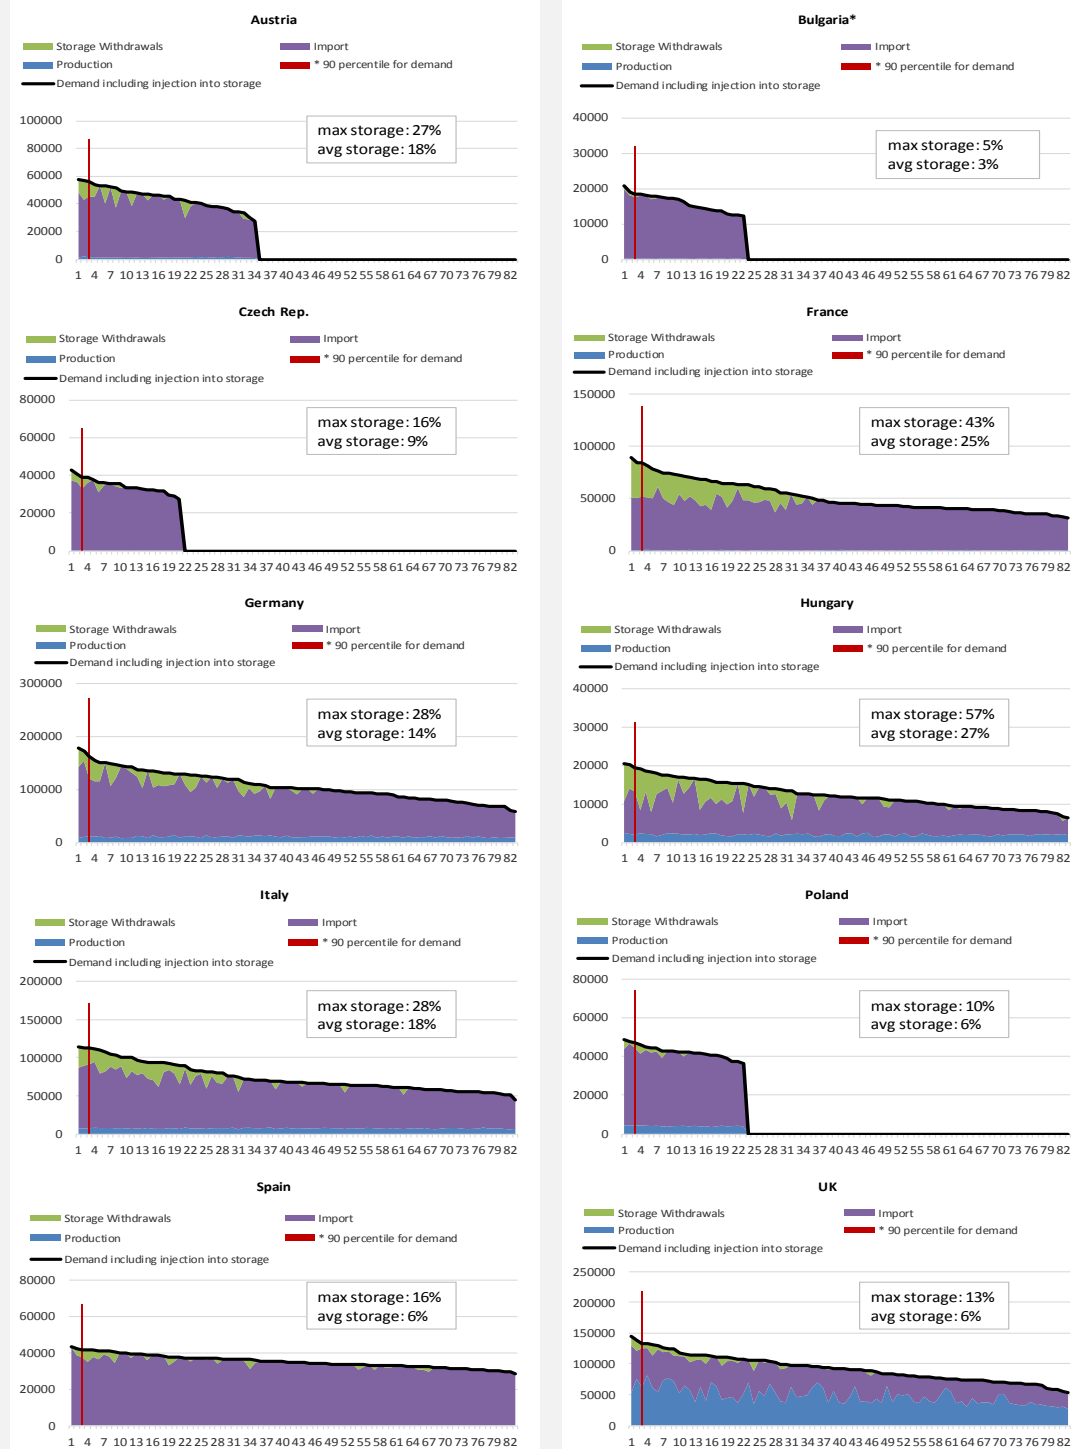 Austria
Storage Withdrawals Import
Production * 90 percentile for demand
Demand including injection into storage
max storage: 27%
avg storage: 18%
100000
80000
60000
40000
20000
0
1 4 7 10 13 16 19 22 25 28 31 34 37 40 43 46 49 52 55 58 61 64 67 70 73 76 79 82
Bulgaria*
Storage Withdrawals Import
Production * 90 percentile for demand
Demand including injection into storage
max storage: 5%
avg storage: 3%
40000
30000
20000
10000
0
1 4 7 10 13 16 19 22 25 28 31 34 37 40 43 46 49 52 55 58 61 64 67 70 73 76 79 82
Czech Rep.
Storage Withdrawals Import
Production * 90 percentile for demand
Demand including injection into storage
max storage: 16%
avg storage: 9%
80000
60000
40000
20000
0
1 4 7 10 13 16 19 22 25 28 31 34 37 40 43 46 49 52 55 58 61 64 67 70 73 76 79 82
France
Storage Withdrawals Import
Production * 90 percentile for demand
Demand including injection into storage
max storage: 43%
avg storage: 25%
150000
100000
50000
0
1 4 7 10 13 16 19 22 25 28 31 34 37 40 43 46 49 52 55 58 61 64 67 70 73 76 79 82
Germany
Storage Withdrawals Import
Production * 90 percentile for demand
Demand including injection into storage
max storage: 28%
avg storage: 14%
300000
200000
100000
0
1 4 7 10 13 16 19 22 25 28 31 34 37 40 43 46 49 52 55 58 61 64 67 70 73 76 79 82
Hungary
Storage Withdrawals Import
Production * 90 percentile for demand
Demand including injection into storage
max storage: 57%
avg storage: 27%
40000
30000
20000
10000
0
1 4 7 10 13 16 19 22 25 28 31 34 37 40 43 46 49 52 55 58 61 64 67 70 73 76 79 82
Italy
Storage Withdrawals Import
Production * 90 percentile for demand
Demand including injection into storage
max storage: 28%
avg storage: 18%
200000
150000
100000
50000
0
1 4 7 10 13 16 19 22 25 28 31 34 37 40 43 46 49 52 55 58 61 64 67 70 73 76 79 82
Poland
Storage Withdrawals Import
Production * 90 percentile for demand
Demand including injection into storage
max storage: 10%
avg storage: 6%
80000
60000
40000
20000
0
1 4 7 10 13 16 19 22 25 28 31 34 37 40 43 46 49 52 55 58 61 64 67 70 73 76 79 82
Spain
Storage Withdrawals Import
Production * 90 percentile for demand
Demand including injection into storage
max storage: 16%
avg storage: 6%
80000
60000
40000
20000
0
1 4 7 10 13 16 19 22 25 28 31 34 37 40 43 46 49 52 55 58 61 64 67 70 73 76 79 82
UK
Storage Withdrawals Import
Production * 90 percentile for demand
Demand including injection into storage
max storage: 13%
avg storage: 6%
250000
200000
150000
100000
50000
0
1 4 7 10 13 16 19 22 25 28 31 34 37 40 43 46 49 52 55 58 61 64 67 70 73 76 79 82